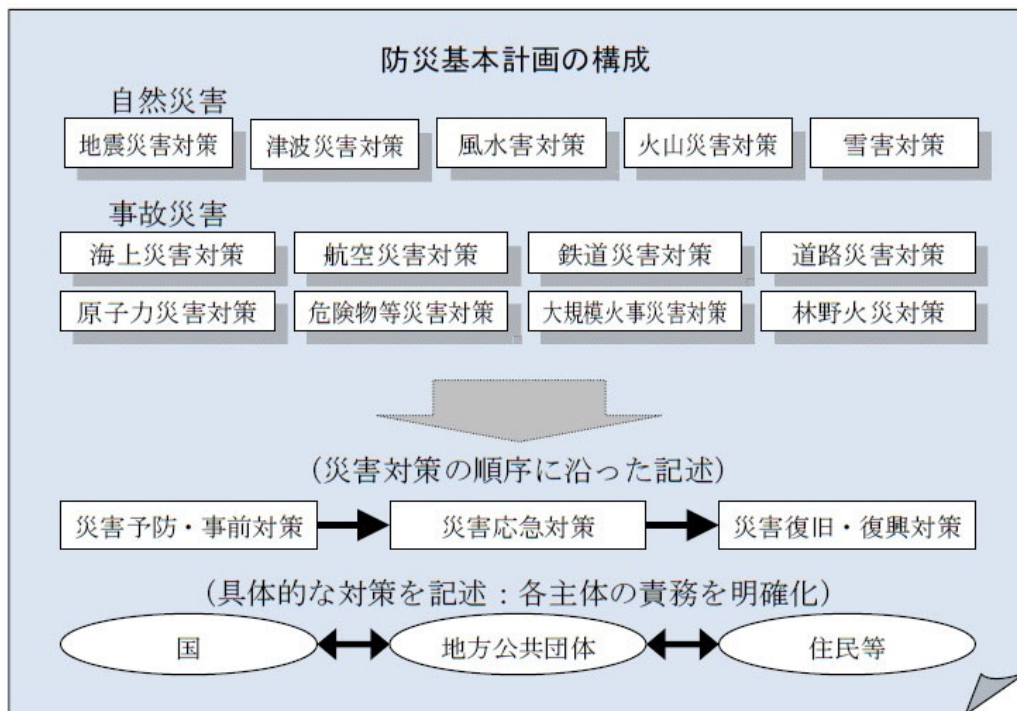 防災基本計画の構成
自然災害
地震災害対策 津波災害対策 風水害対策 火山災害対策 雪害対策
事故災害
海上災害対策 航空災害対策 鉄道災害対策 道路災害対策
原子力災害対策 危険物等災害対策 大規模火事災害対策 林野火災対策
（災害対策の順序に沿った記述）
災害予防・事前対策 災害応急対策 災害復旧・復興対策
（具体的な対策を記述：各主体の責務を明確化）
国 地方公共団体 住民等